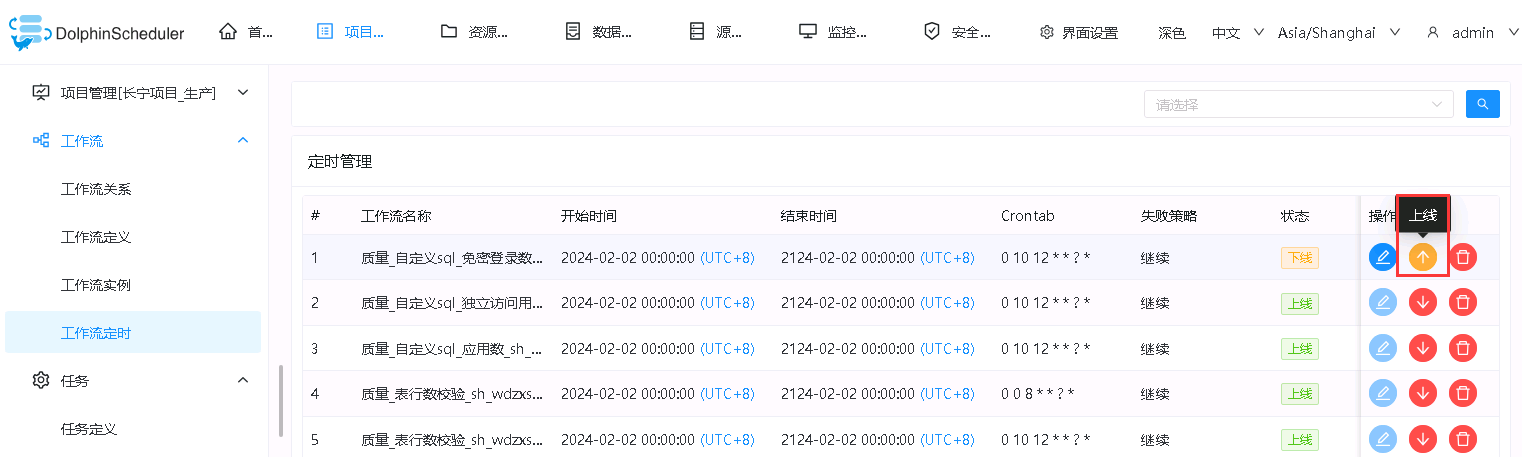 DolphinScheduler 首... 项目... 资源... 数据... 源... 监控... 安全... 界面设置 深色 中文 Asia/Shanghai admin
项目管理[长宁项目_生产]
工作流
工作流关系
工作流定义
工作流实例
工作流定时
任务
任务定义
请选择
定时管理
# 工作流名称 开始时间 结束时间 Crontab 失败策略 状态 操作 上线
1 质量_自定义sql_免密登录数... 2024-02-02 00:00:00 (UTC+8) 2124-02-02 00:00:00 (UTC+8) 0 10 12 * * ? * 继续 下线
2 质量_自定义sql_独立访问用... 2024-02-02 00:00:00 (UTC+8) 2124-02-02 00:00:00 (UTC+8) 0 10 12 * * ? * 继续 上线
3 质量_自定义sql_应用数_sh_... 2024-02-02 00:00:00 (UTC+8) 2124-02-02 00:00:00 (UTC+8) 0 10 12 * * ? * 继续 上线
4 质量_表行数校验_sh_wdzxs... 2024-02-02 00:00:00 (UTC+8) 2124-02-02 00:00:00 (UTC+8) 0 0 8 * * ? * 继续 上线
5 质量_表行数校验_sh_wdzxs... 2024-02-02 00:00:00 (UTC+8) 2124-02-02 00:00:00 (UTC+8) 0 10 12 * * ? * 继续 上线